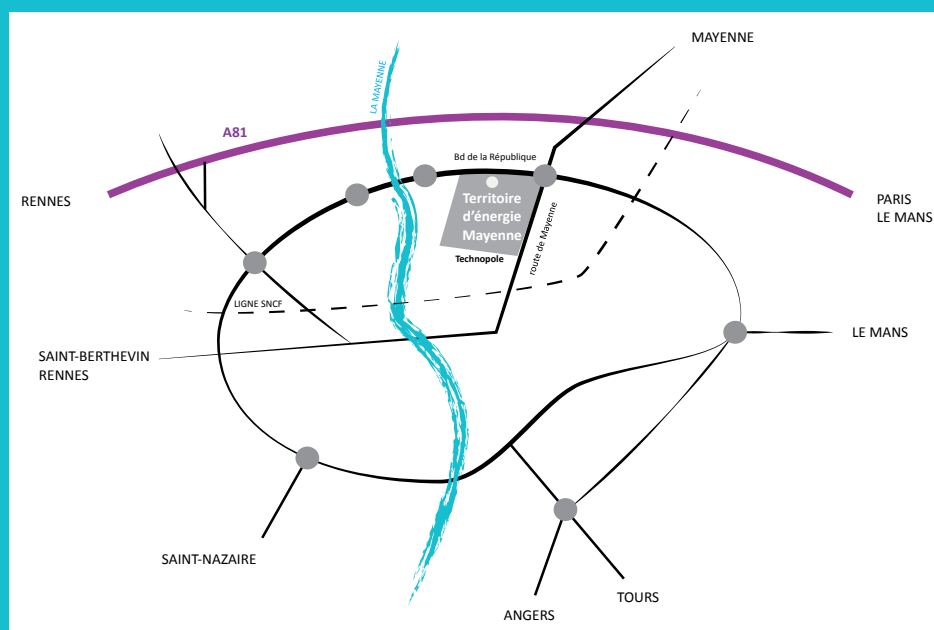 MAYENNE
LA MAYENNE
A81
Bd de la République
RENNES
PARIS
LE MANS
Territoire
d'énergie
Mayenne
route de Mayenne
Technopole
LIGNE SNCF
LE MANS
SAINT-BERTHEVIN
RENNES
SAINT-NAZAIRE
TOURS
ANGERS